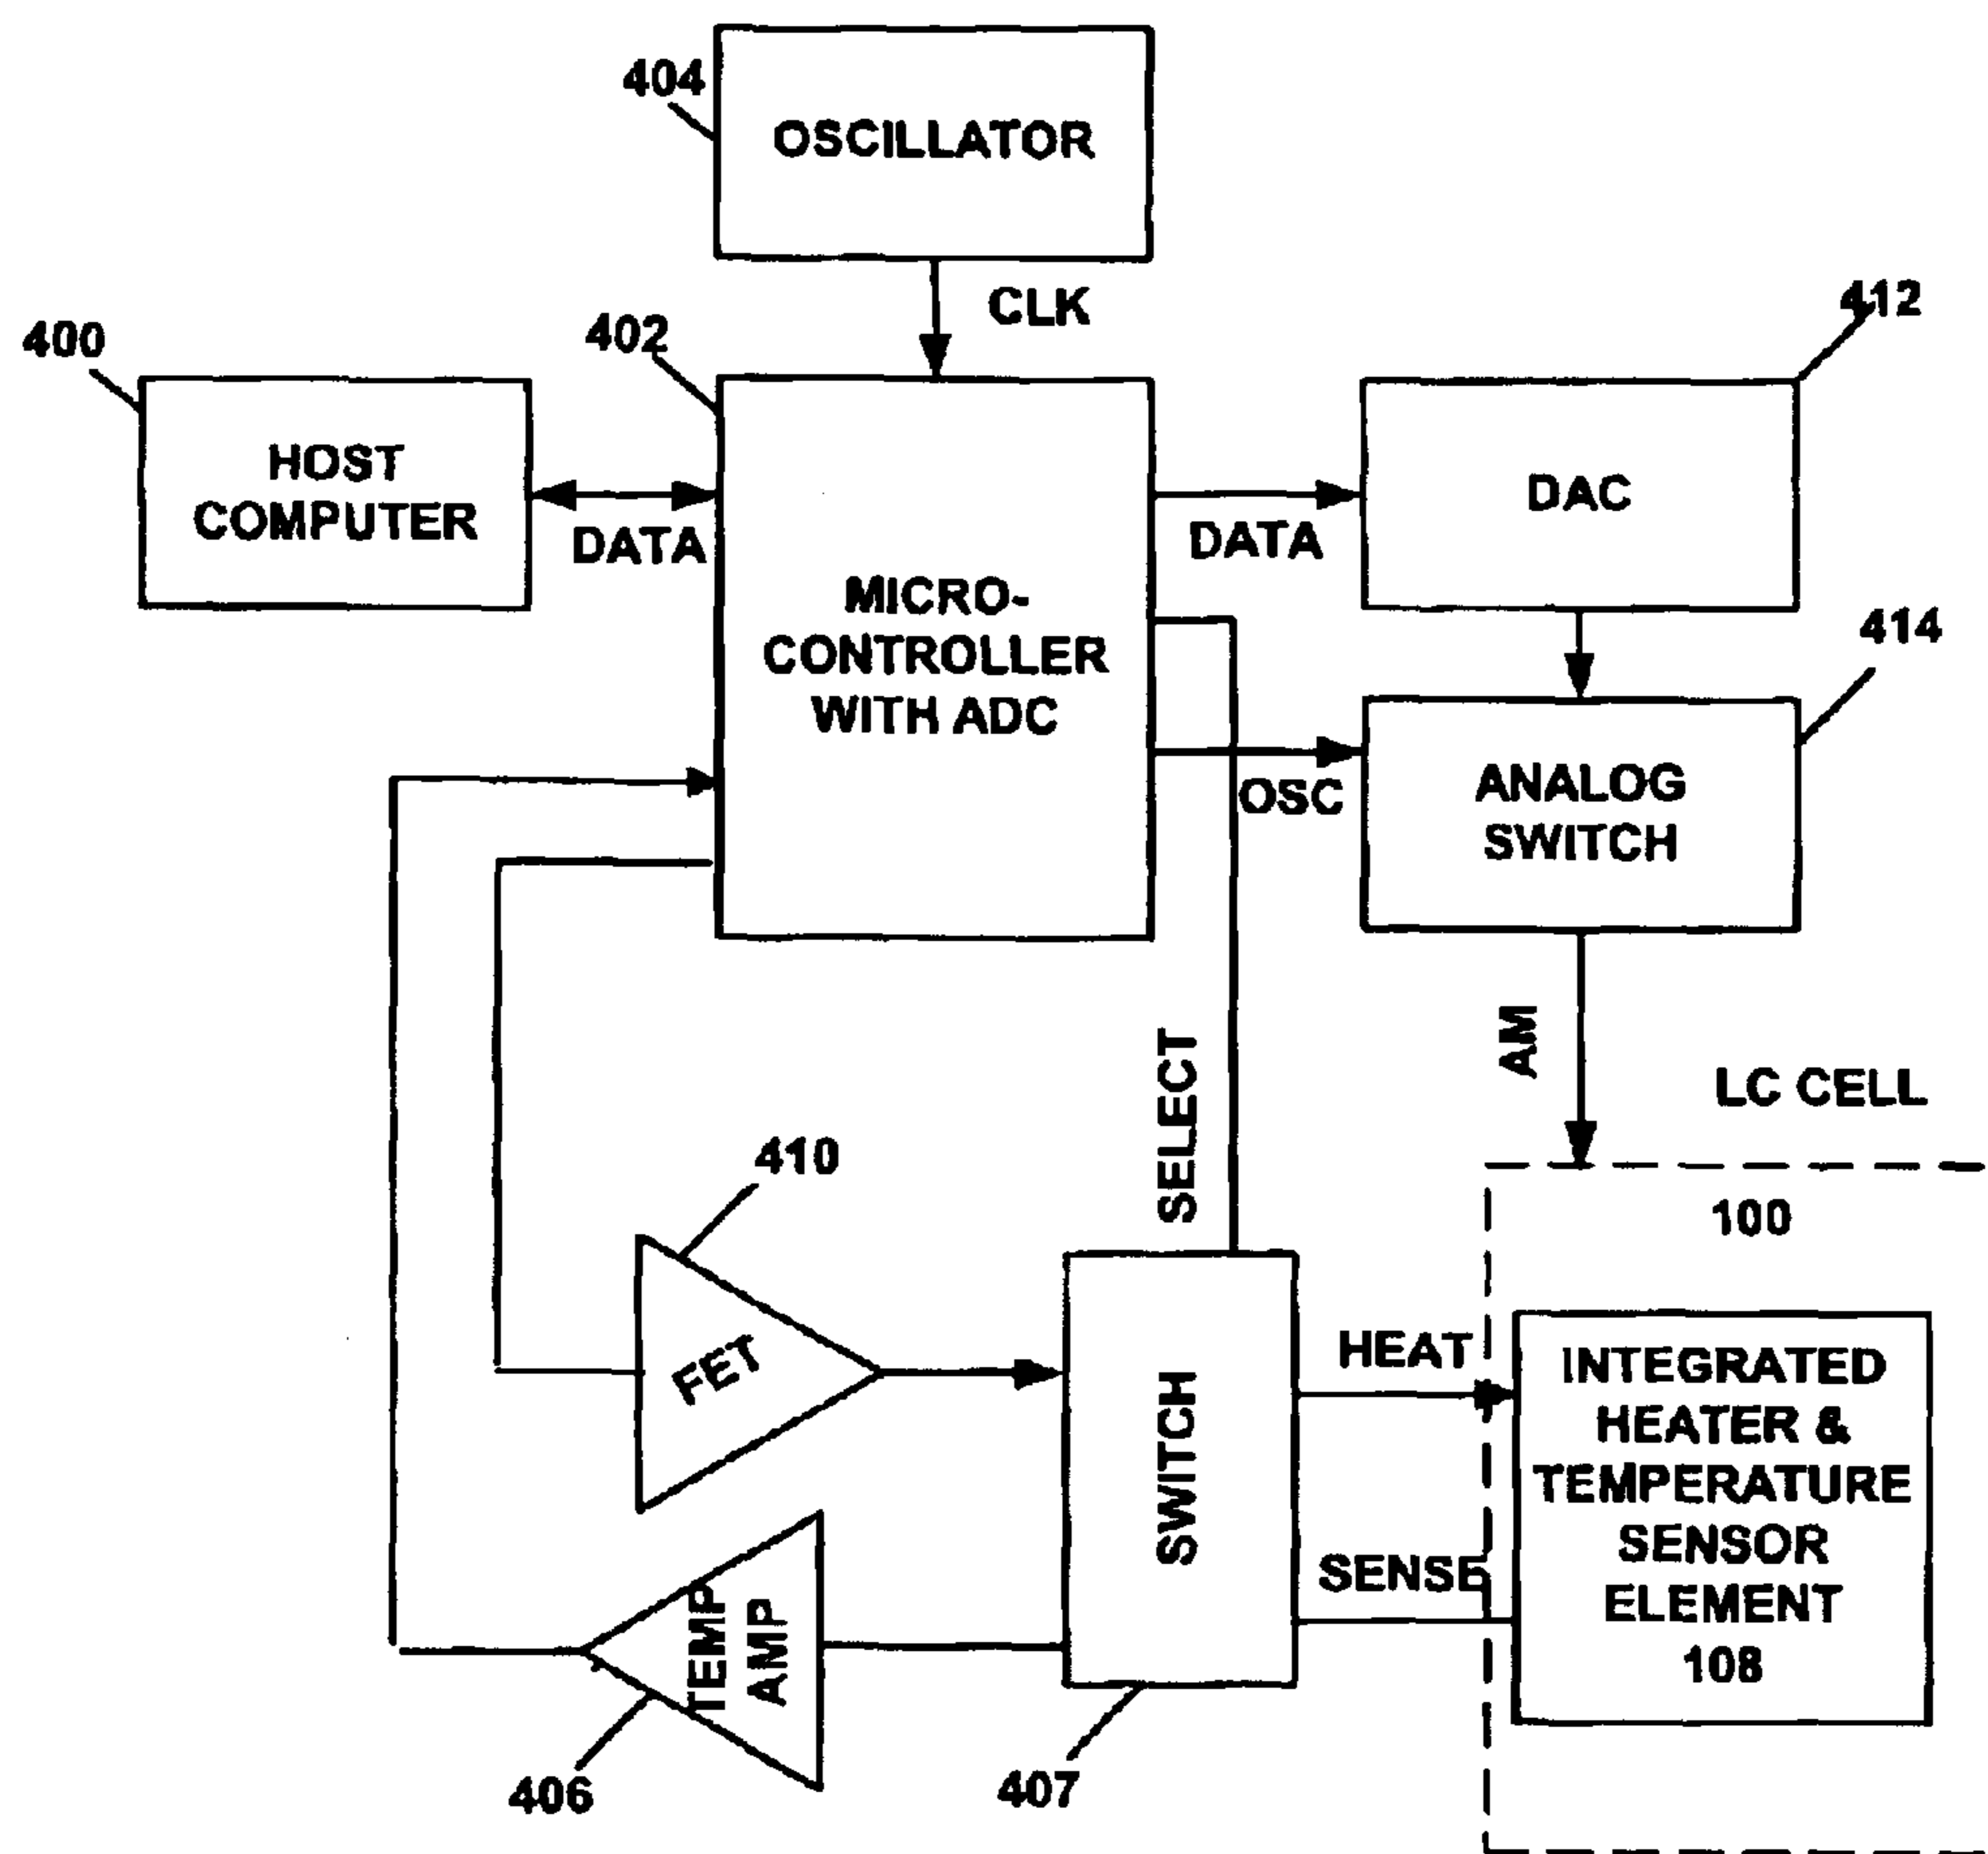 404
OSCILLATOR
CLK
412
400
402
HOST
COMPUTER
DATA
MICRO-
CONTROLLER
WITH ADC
DATA
DAC
414
OSC
ANALOG
SWITCH
AM
LC CELL
SELECT
410
100
FET
SWITCH
HEAT
INTEGRATED
HEATER &
TEMPERATURE
SENSOR
ELEMENT
108
SENSE
TEMP
AMP
406
407